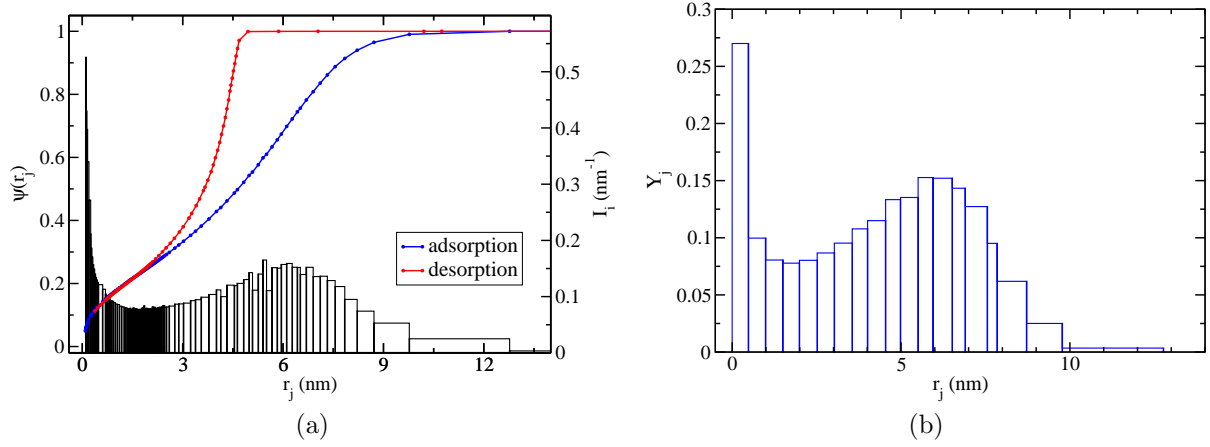 1
0.8
0.6
0.4
0.2
0
ψ(r_j)
0 3 6 9 12
r_j (nm)
0.5
0.4
0.3
0.2
0.1
0
I_i (nm^-1)
adsorption
desorption
(a)
0.3
0.25
0.2
0.15
0.1
0.05
0
Y_j
0 5 10
r_j (nm)
(b)